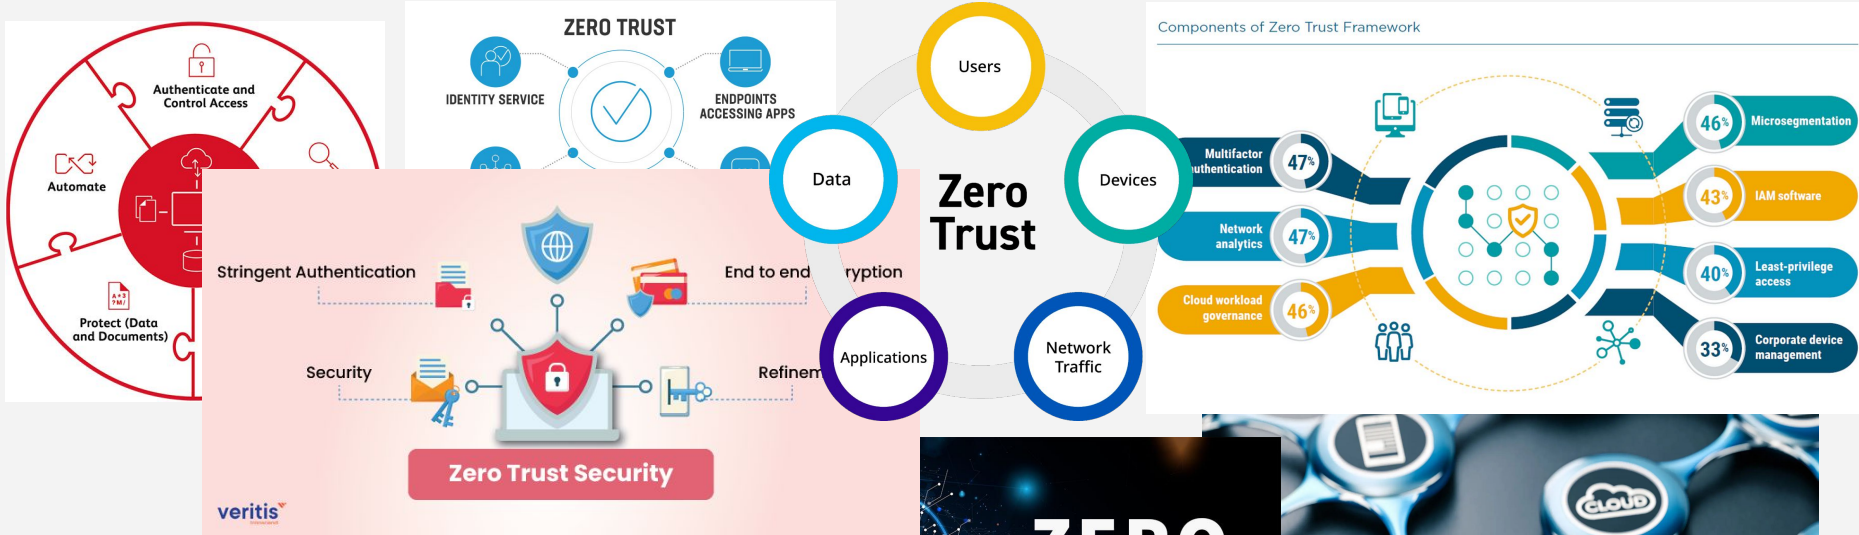 Authenticate and
Control Access
Automate
Protect (Data
and Documents)
A*3
?M/
ZERO TRUST
IDENTITY SERVICE
ENDPOINTS
ACCESSING APPS
Stringent Authentication
End to end
ryption
Security
Refinem
Zero Trust Security
veritis
Users
Data
Devices
Zero
Trust
Applications
Network
Traffic
Components of Zero Trust Framework
Multifactor
uthentication
47%
Network
analytics
47%
Cloud workload
governance
46%
46%
Microsegmentation
43%
IAM software
40%
Least-privilege
access
33%
Corporate device
management
ZERO
CLOUD